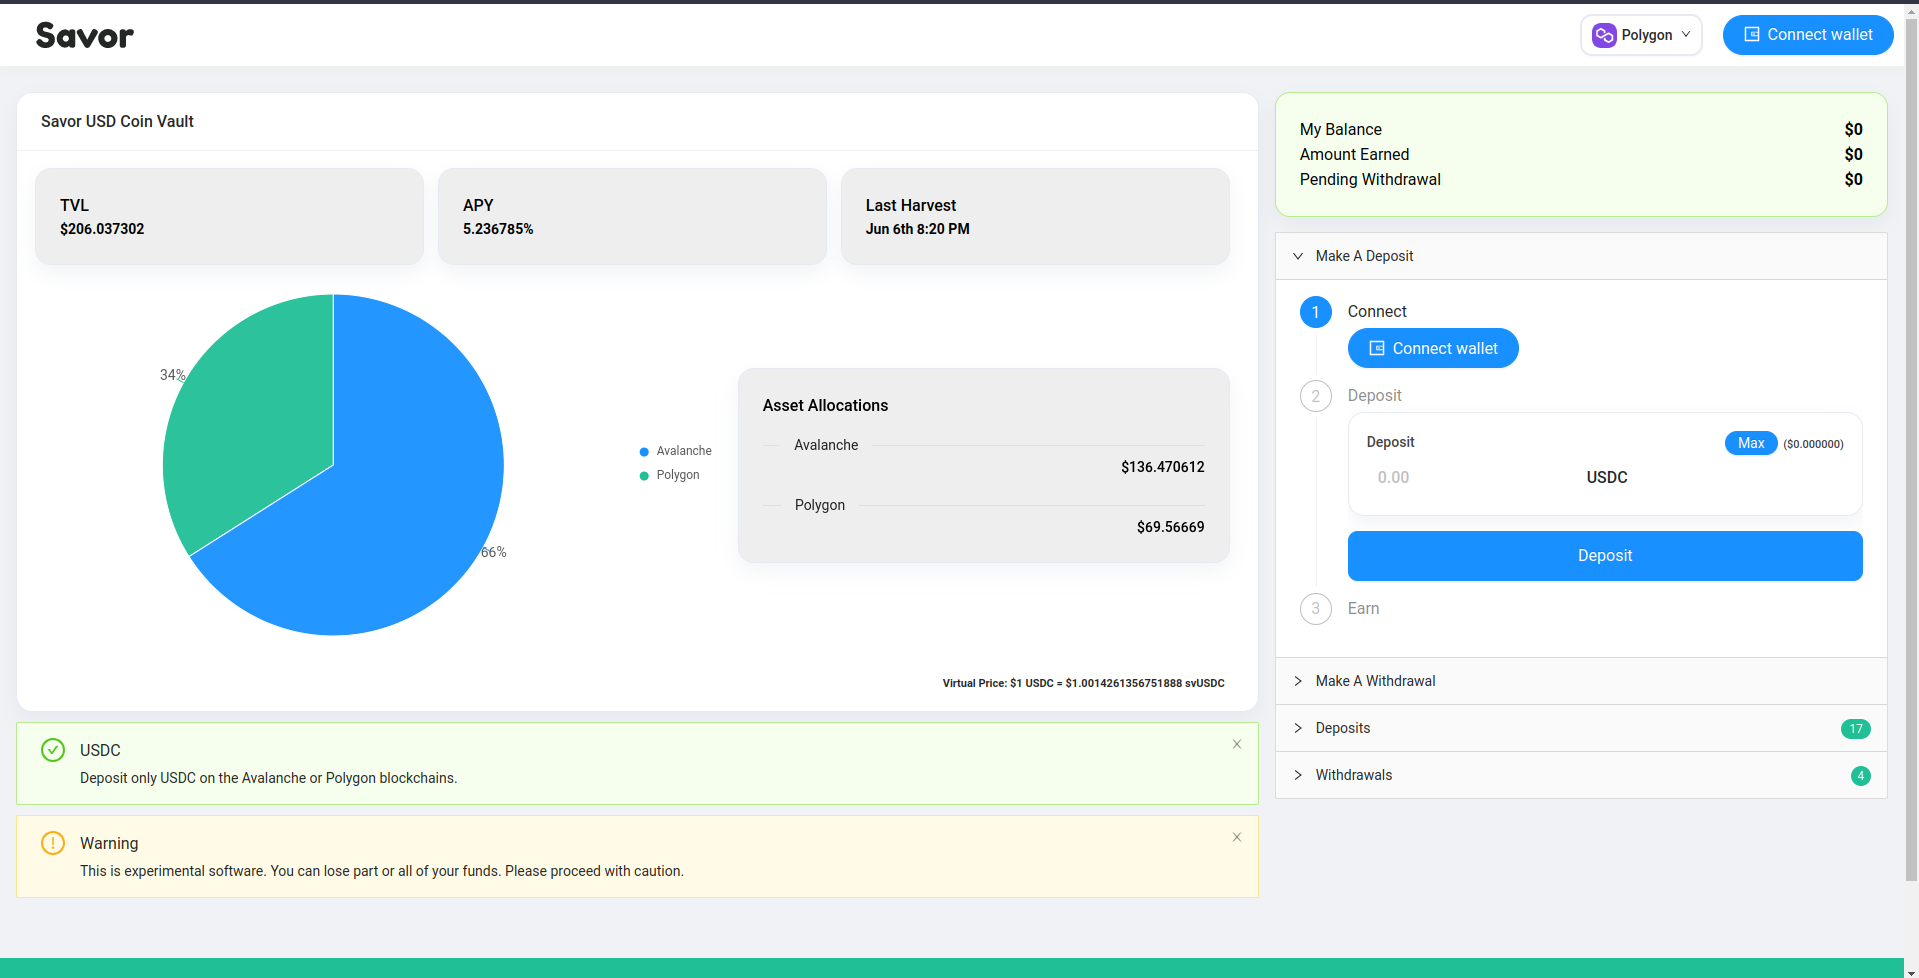 Savor
Polygon
Connect wallet
Savor USD Coin Vault
TVL
$206.037302
APY
5.236785%
Last Harvest
Jun 6th 8:20 PM
34%
66%
Avalanche
Polygon
Asset Allocations
Avalanche
$136.470612
Polygon
$69.56669
Virtual Price: $1 USDC = $1.0014261356751888 svUSDC
USDC
Deposit only USDC on the Avalanche or Polygon blockchains.
Warning
This is experimental software. You can lose part or all of your funds. Please proceed with caution.
My Balance $0
Amount Earned $0
Pending Withdrawal $0
Make A Deposit
1 Connect
Connect wallet
2 Deposit
Deposit Max ($0.000000)
0.00 USDC
Deposit
3 Earn
Make A Withdrawal
Deposits 17
Withdrawals 4